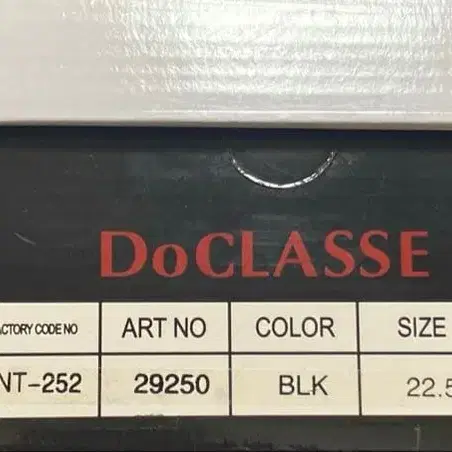 DoCLASSE
ACTORY CODE NO ART NO COLOR SIZE
NT-252 29250 BLK 22.5